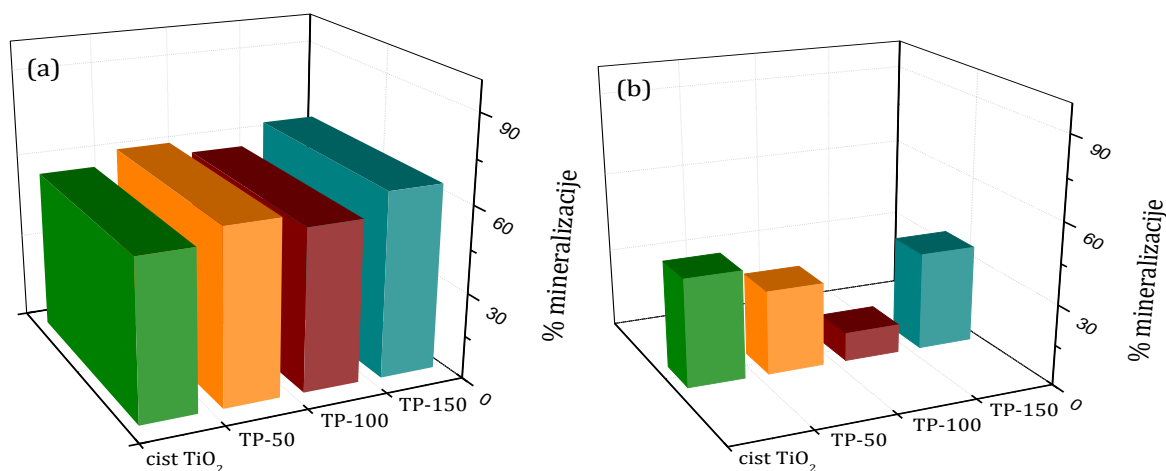 (a)
90
60
30
0
% mineralizacije
cist TiO₂
TP-50
TP-100
TP-150
(b)
90
60
30
0
% mineralizacije
cist TiO₂
TP-50
TP-100
TP-150